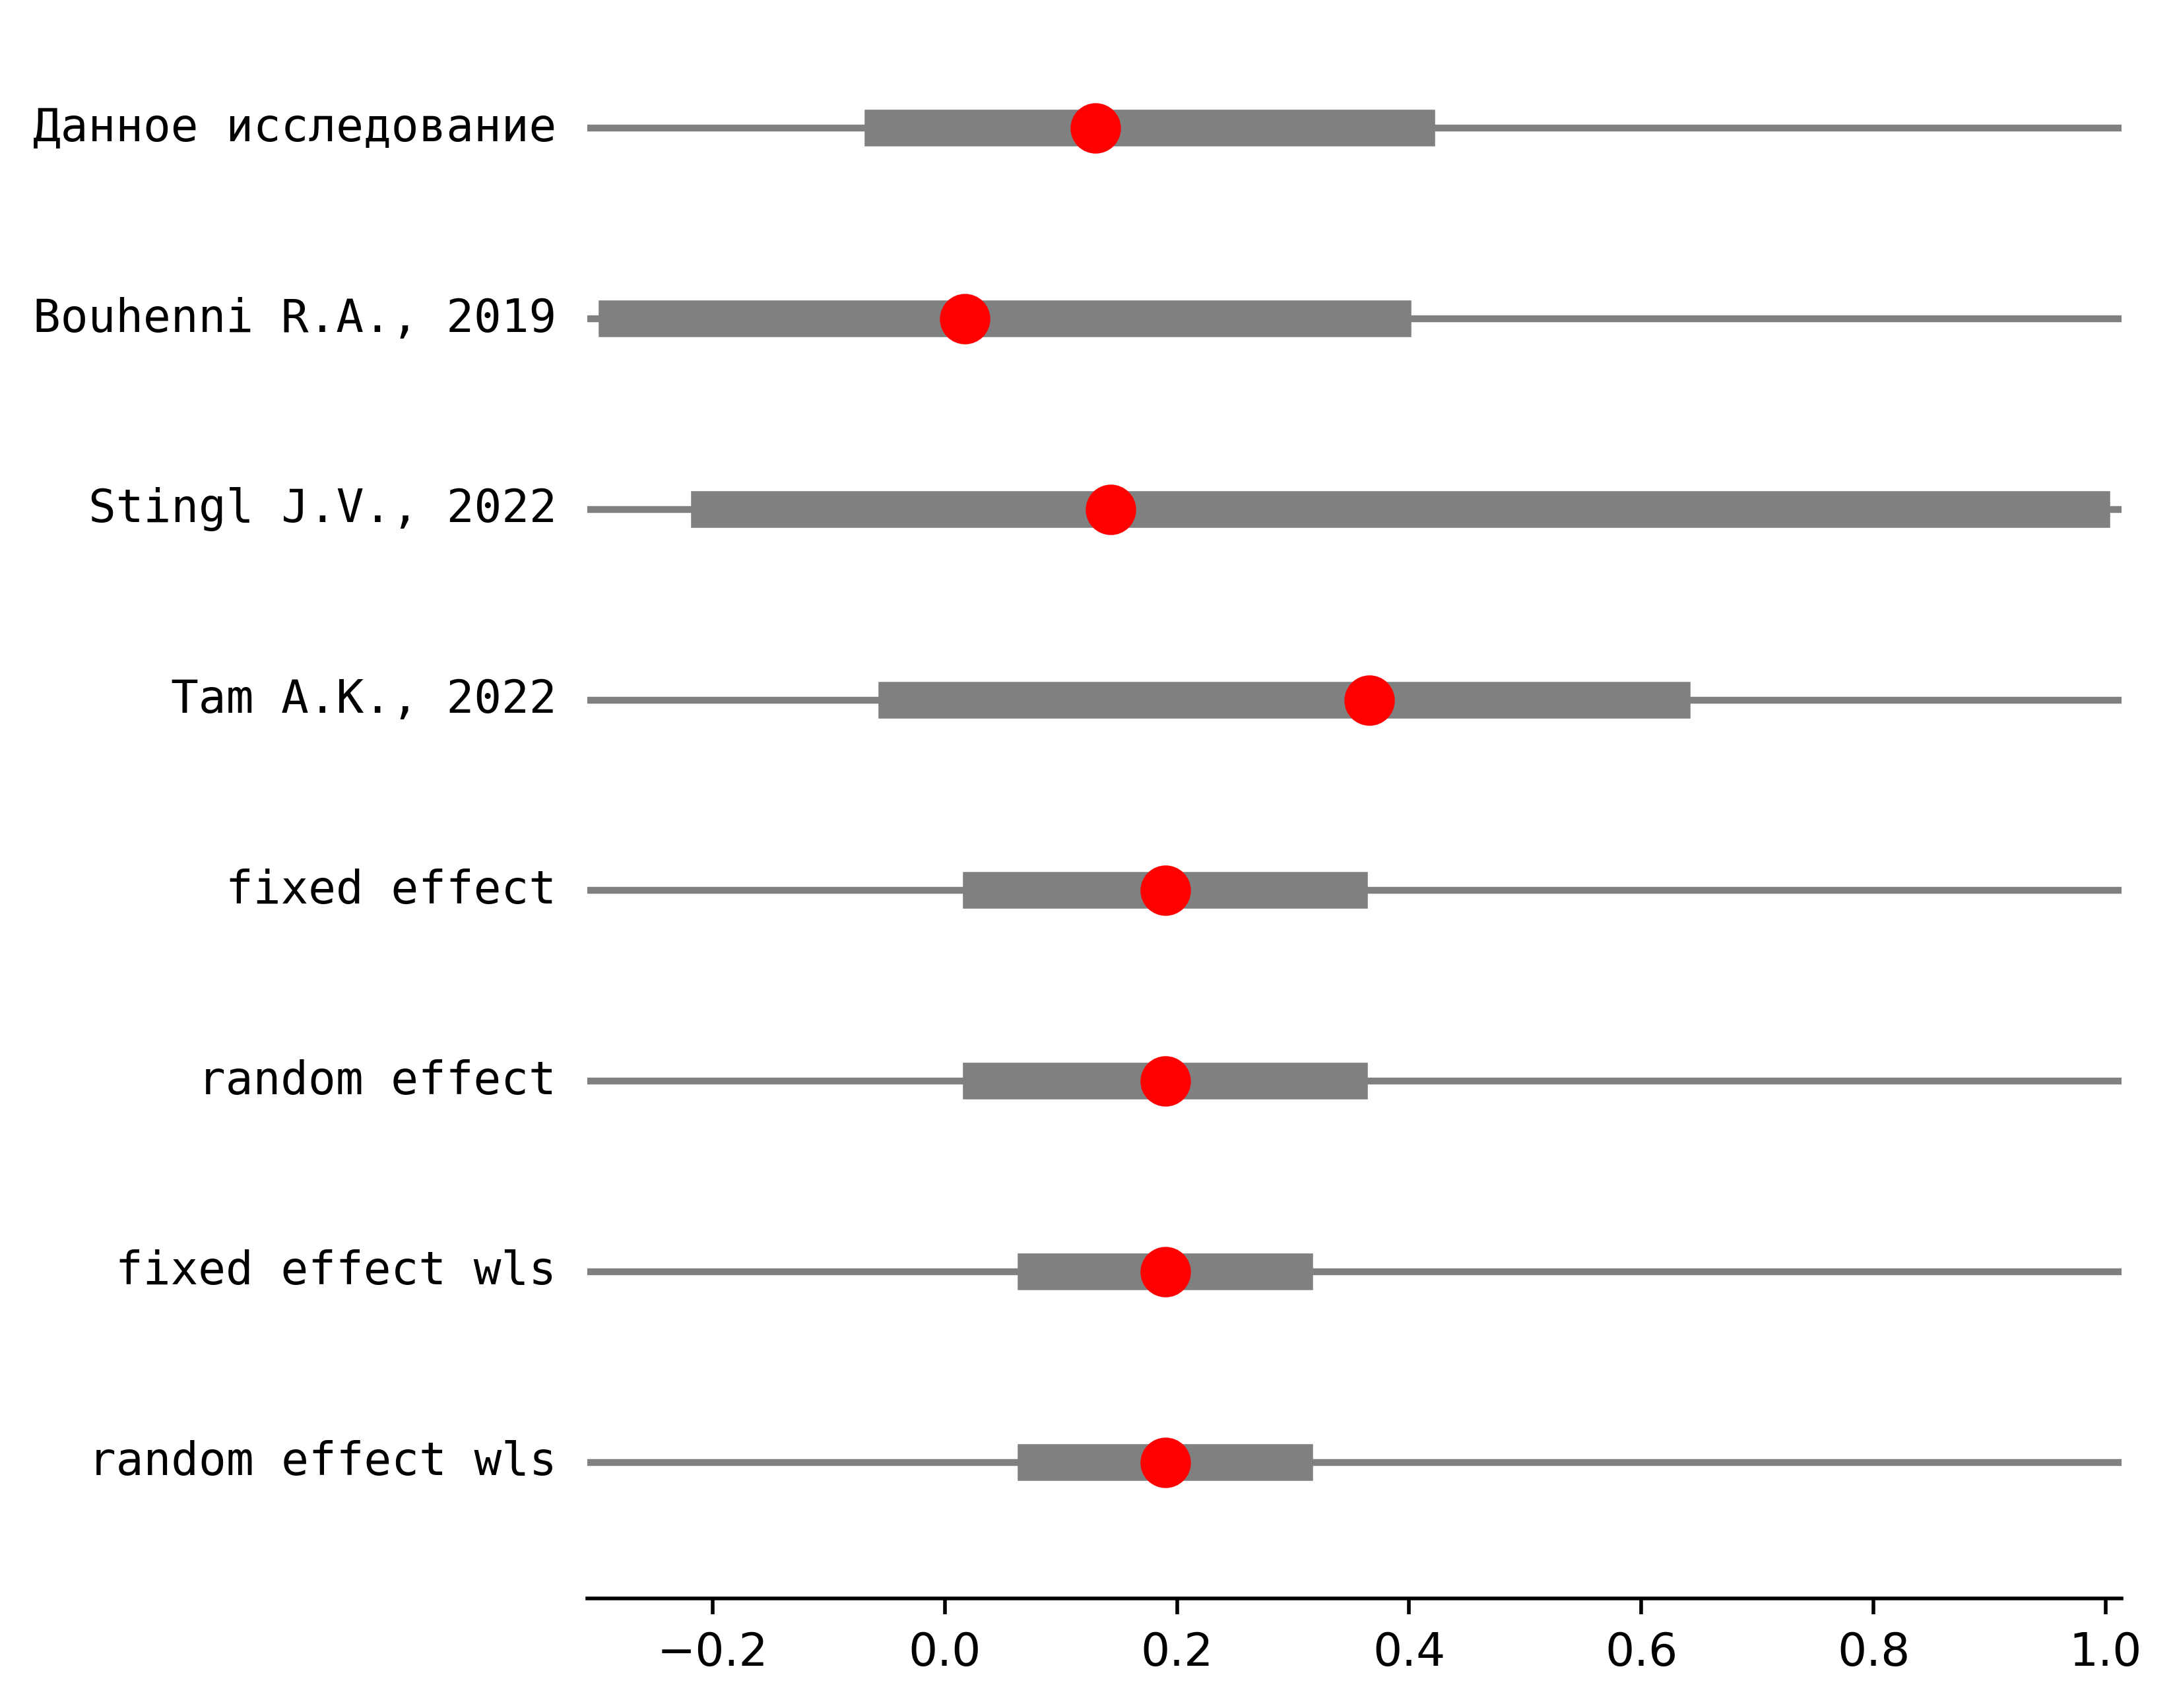 Данное исследование
Bouhenni R.A., 2019
Stingl J.V., 2022
Tam A.K., 2022
fixed effect
random effect
fixed effect wls
random effect wls
−0.2 0.0 0.2 0.4 0.6 0.8 1.0